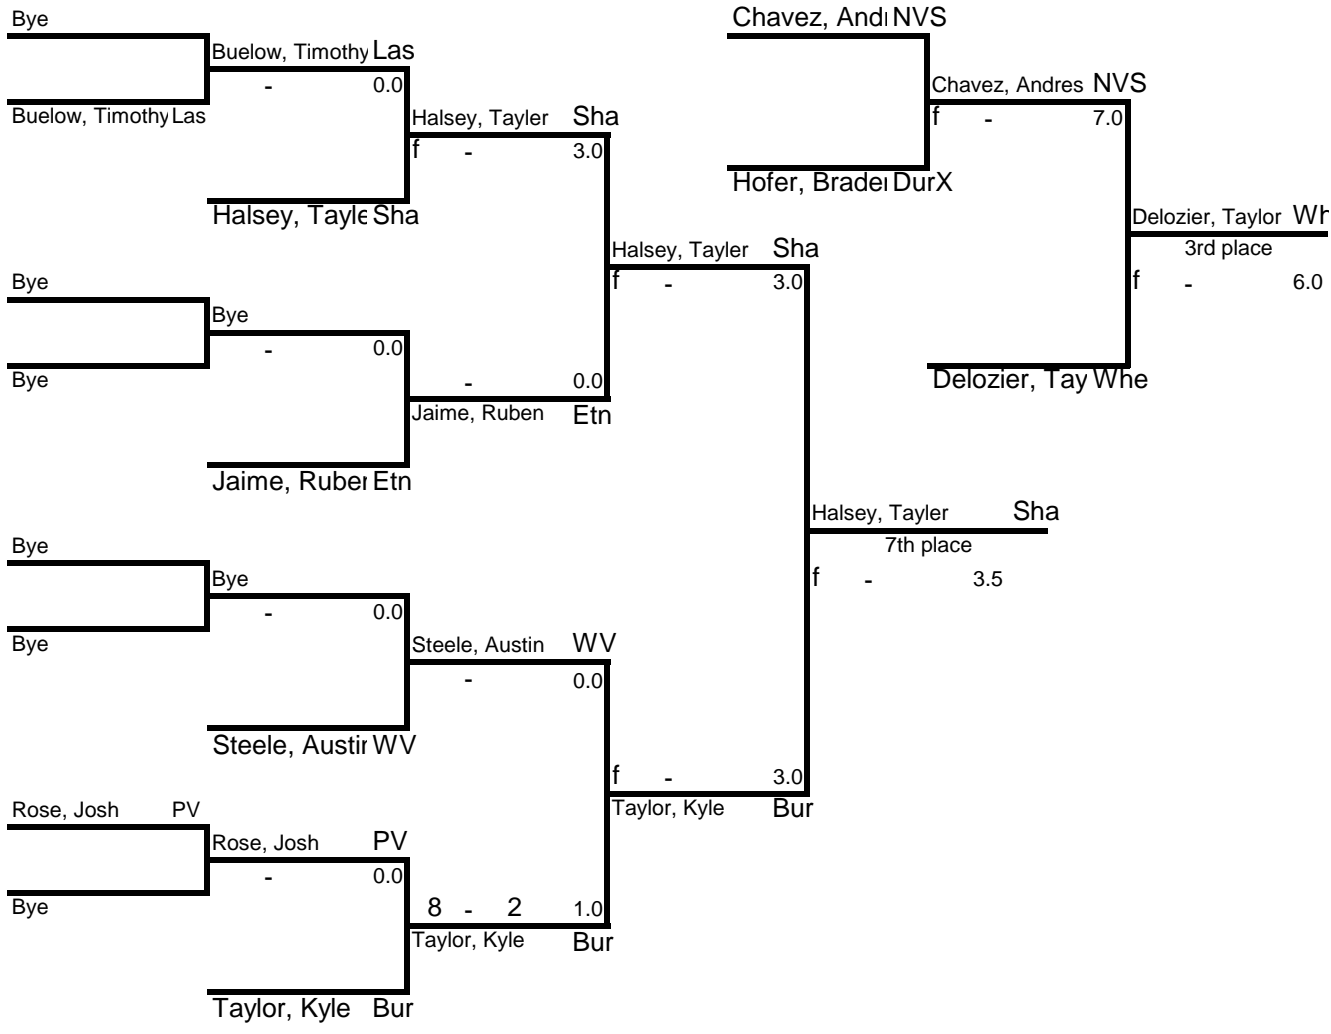 Bye
Buelow, Timothy Las
- 0.0
Buelow, Timothy Las
Halsey, Tayler Sha
f - 3.0
Halsey, Tayle Sha
Halsey, Tayler Sha
f - 3.0
Bye
Bye
- 0.0
Bye
- 0.0
Jaime, Ruben Etn
Jaime, Ruber Etn
Halsey, Tayler Sha
7th place
f - 3.5
Bye
Bye
- 0.0
Bye
Steele, Austin WV
- 0.0
Steele, Austir WV
f - 3.0
Taylor, Kyle Bur
Rose, Josh PV
Rose, Josh PV
- 0.0
Bye
8 - 2 1.0
Taylor, Kyle Bur
Taylor, Kyle Bur
Chavez, Andi NVS
Chavez, Andres NVS
f - 7.0
Hofer, Brader DurX
Delozier, Taylor Wh
3rd place
f - 6.0
Delozier, Tay Whe